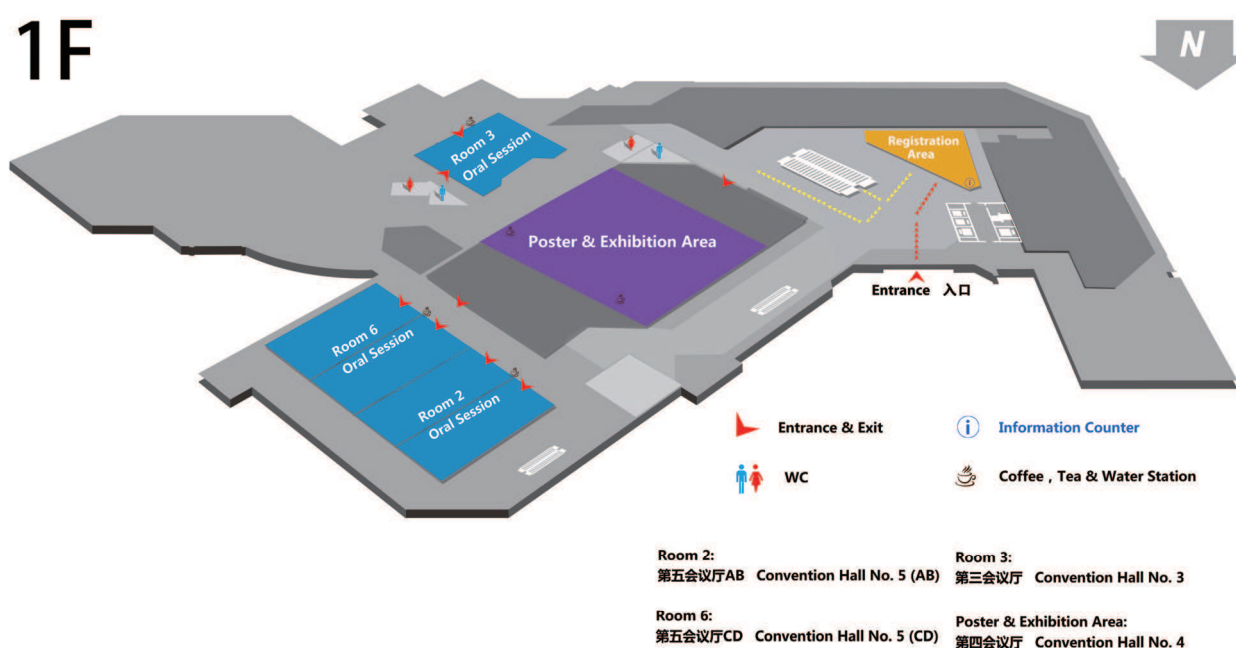 1F
N
Room 3
Oral Session
Registration
Area
Poster & Exhibition Area
Entrance 入口
Room 6
Oral Session
Room 2
Oral Session
Entrance & Exit
Information Counter
WC
Coffee , Tea & Water Station
Room 2:
第五会议厅AB Convention Hall No. 5 (AB)
Room 3:
第三会议厅 Convention Hall No. 3
Room 6:
第五会议厅CD Convention Hall No. 5 (CD)
Poster & Exhibition Area:
第四会议厅 Convention Hall No. 4